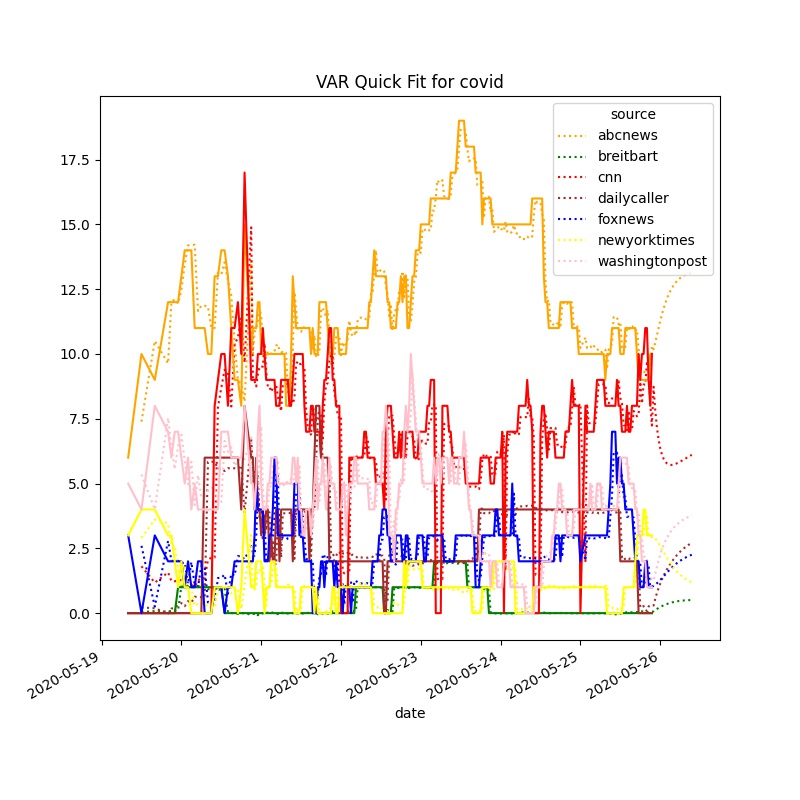 VAR Quick Fit for covid
source
abcnews
breitbart
cnn
dailycaller
foxnews
newyorktimes
washingtonpost
17.5
15.0
12.5
10.0
7.5
5.0
2.5
0.0
2020-05-19
2020-05-20
2020-05-21
2020-05-22
2020-05-23
2020-05-24
2020-05-25
2020-05-26
date